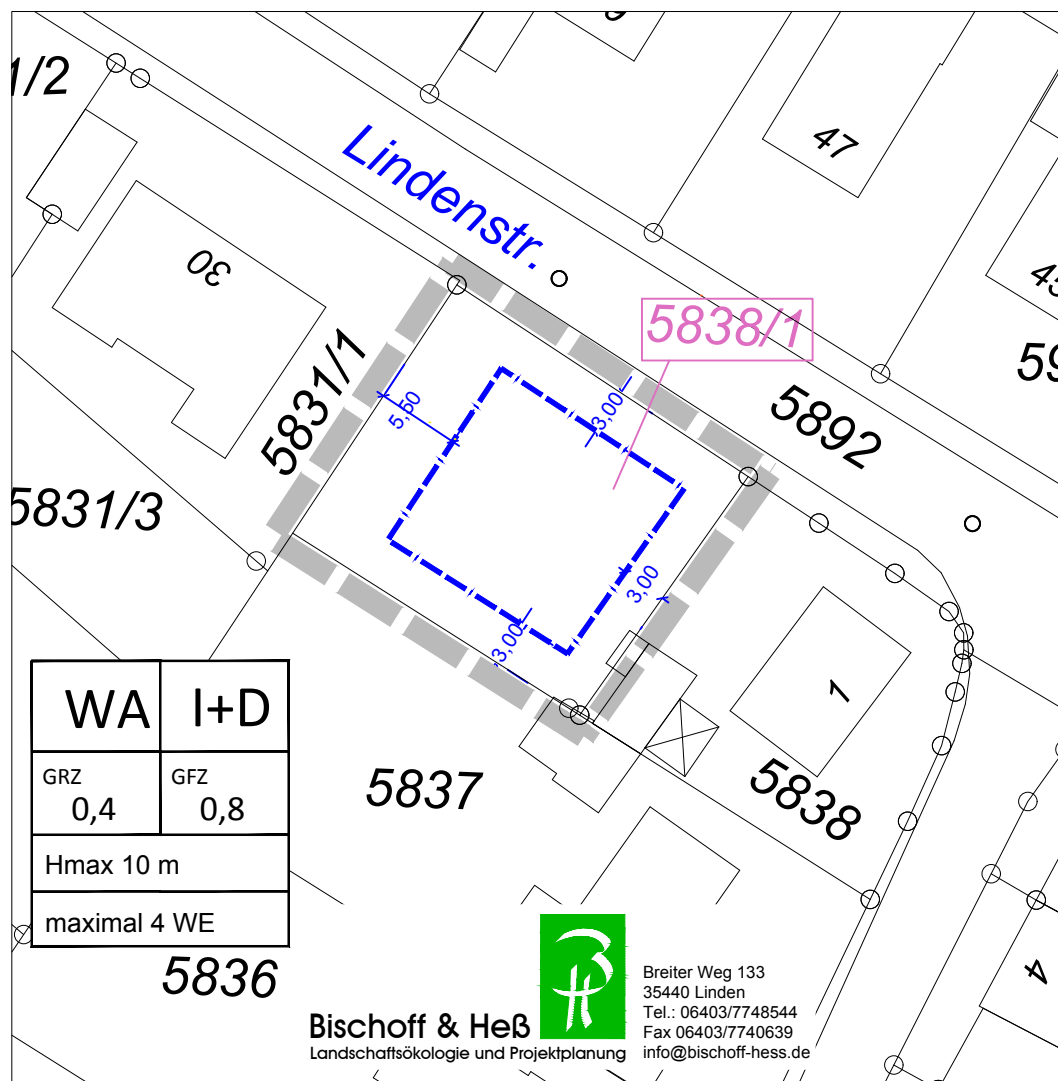 1/2
47
Lindenstr.
30
45
5838/1
5831/1
5,50
3,00
5892
5831/3
3,00
3,00
1
WA I+D
GRZ GFZ
0,4 0,8
Hmax 10 m
maximal 4 WE
5837
5838
5836
4
Bischoff & Heß
Landschaftsökologie und Projektplanung
Breiter Weg 133
35440 Linden
Tel.: 06403/7748544
Fax 06403/7740639
info@bischoff-hess.de